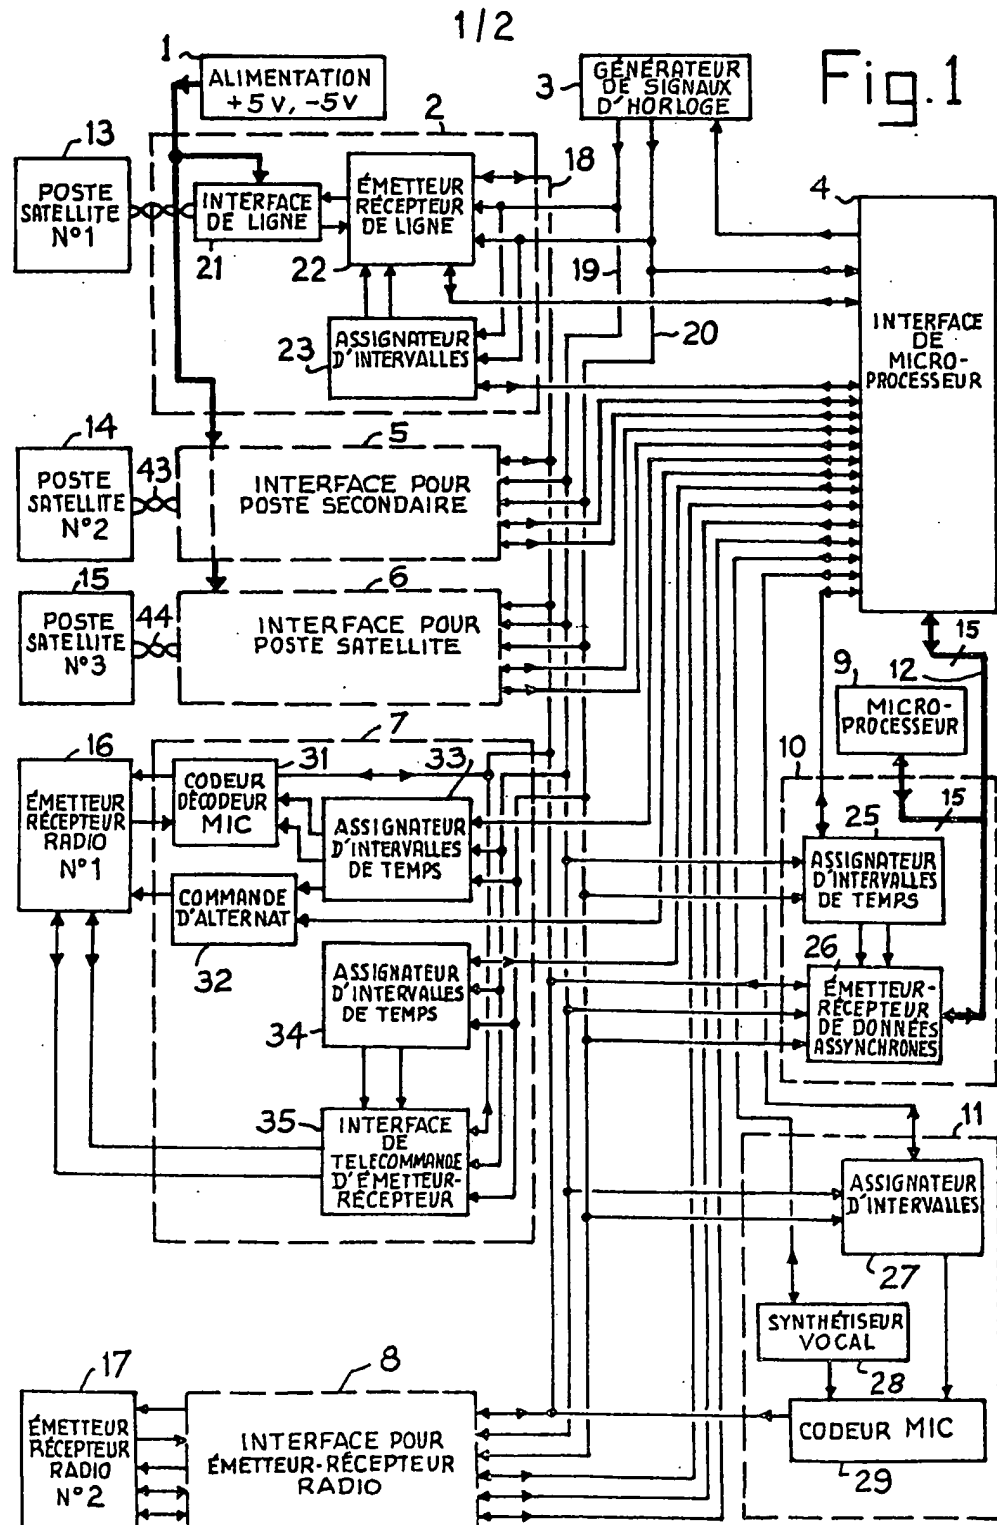 1/2
Fig.1
1
ALIMENTATION
+5V, -5V
3
GÉNÉRATEUR
DE SIGNAUX
D'HORLOGE
2
13
POSTE
SATELLITE
N°1
INTERFACE
DE LIGNE
21
ÉMETTEUR
RÉCEPTEUR
DE LIGNE
22
18
19
20
4
INTERFACE
DE
MICRO-
PROCESSEUR
23
ASSIGNATEUR
D'INTERVALLES
14
POSTE
SATELLITE
N°2
43
5
INTERFACE POUR
POSTE SECONDAIRE
15
POSTE
SATELLITE
N°3
44
6
INTERFACE POUR
POSTE SATELLITE
15
12
9
MICRO-
PROCESSEUR
15
16
ÉMETTEUR
RÉCEPTEUR
RADIO
N°1
7
31
CODEUR
DÉCODEUR
MIC
33
ASSIGNATEUR
D'INTERVALLES
DE TEMPS
COMMANDE
D'ALTERNAT
32
ASSIGNATEUR
D'INTERVALLES
DE TEMPS
34
35
INTERFACE
DE
TELECOMMANDE
D'ÉMETTEUR-
RÉCEPTEUR
10
25
ASSIGNATEUR
D'INTERVALLES
DE TEMPS
26
ÉMETTEUR-
RÉCEPTEUR
DE DONNÉES
ASSYNCHRONES
11
ASSIGNATEUR
D'INTERVALLES
27
SYNTHÉTISEUR
VOCAL
28
CODEUR MIC
29
17
ÉMETTEUR
RÉCEPTEUR
RADIO
N°2
8
INTERFACE POUR
ÉMETTEUR-RÉCEPTEUR
RADIO